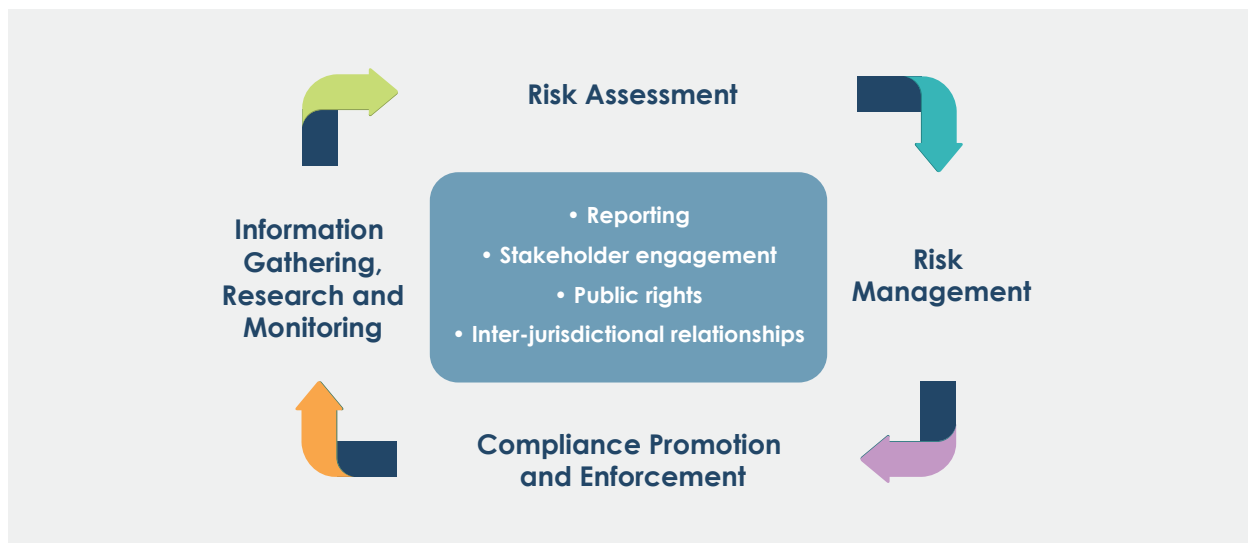 Risk Assessment
Information
Gathering,
Research and
Monitoring
• Reporting
• Stakeholder engagement
• Public rights
• Inter-jurisdictional relationships
Risk
Management
Compliance Promotion
and Enforcement